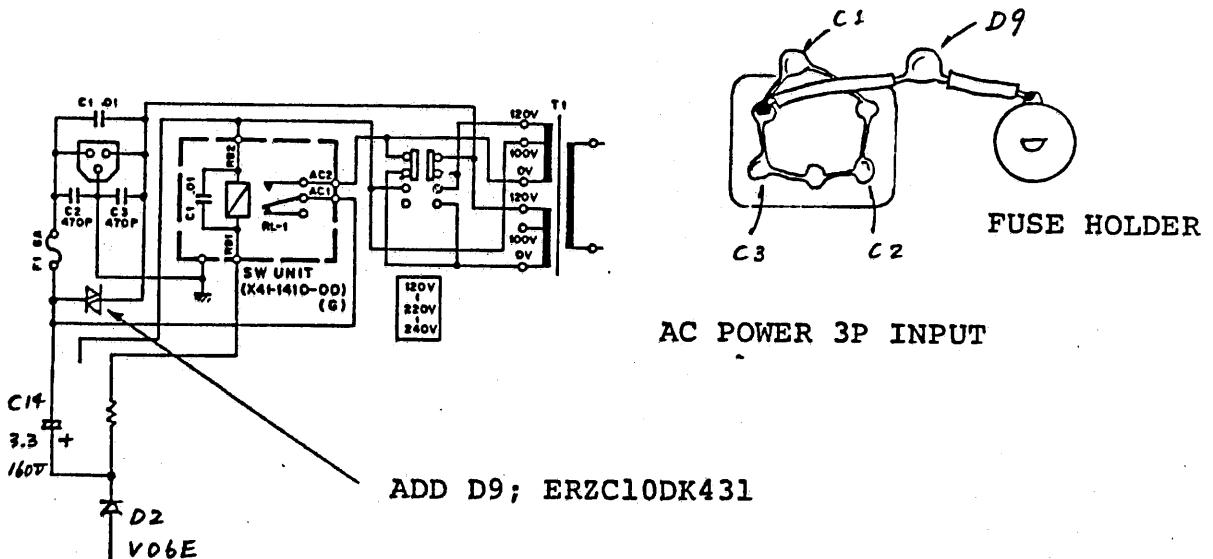 C1 .01
C2
470P
C3
470P
F1 6A
C1 .01
RB2
RB1
AC2
AC1
RL-1
SW UNIT
(X41-1410-00)
(G)
120V
220V
240V
T1
120V
100V
0V
120V
100V
0V
C14
3.3 +
160V
D2
V06E
ADD D9; ERZC10DK431
C1
D9
C3
C2
FUSE HOLDER
AC POWER 3P INPUT